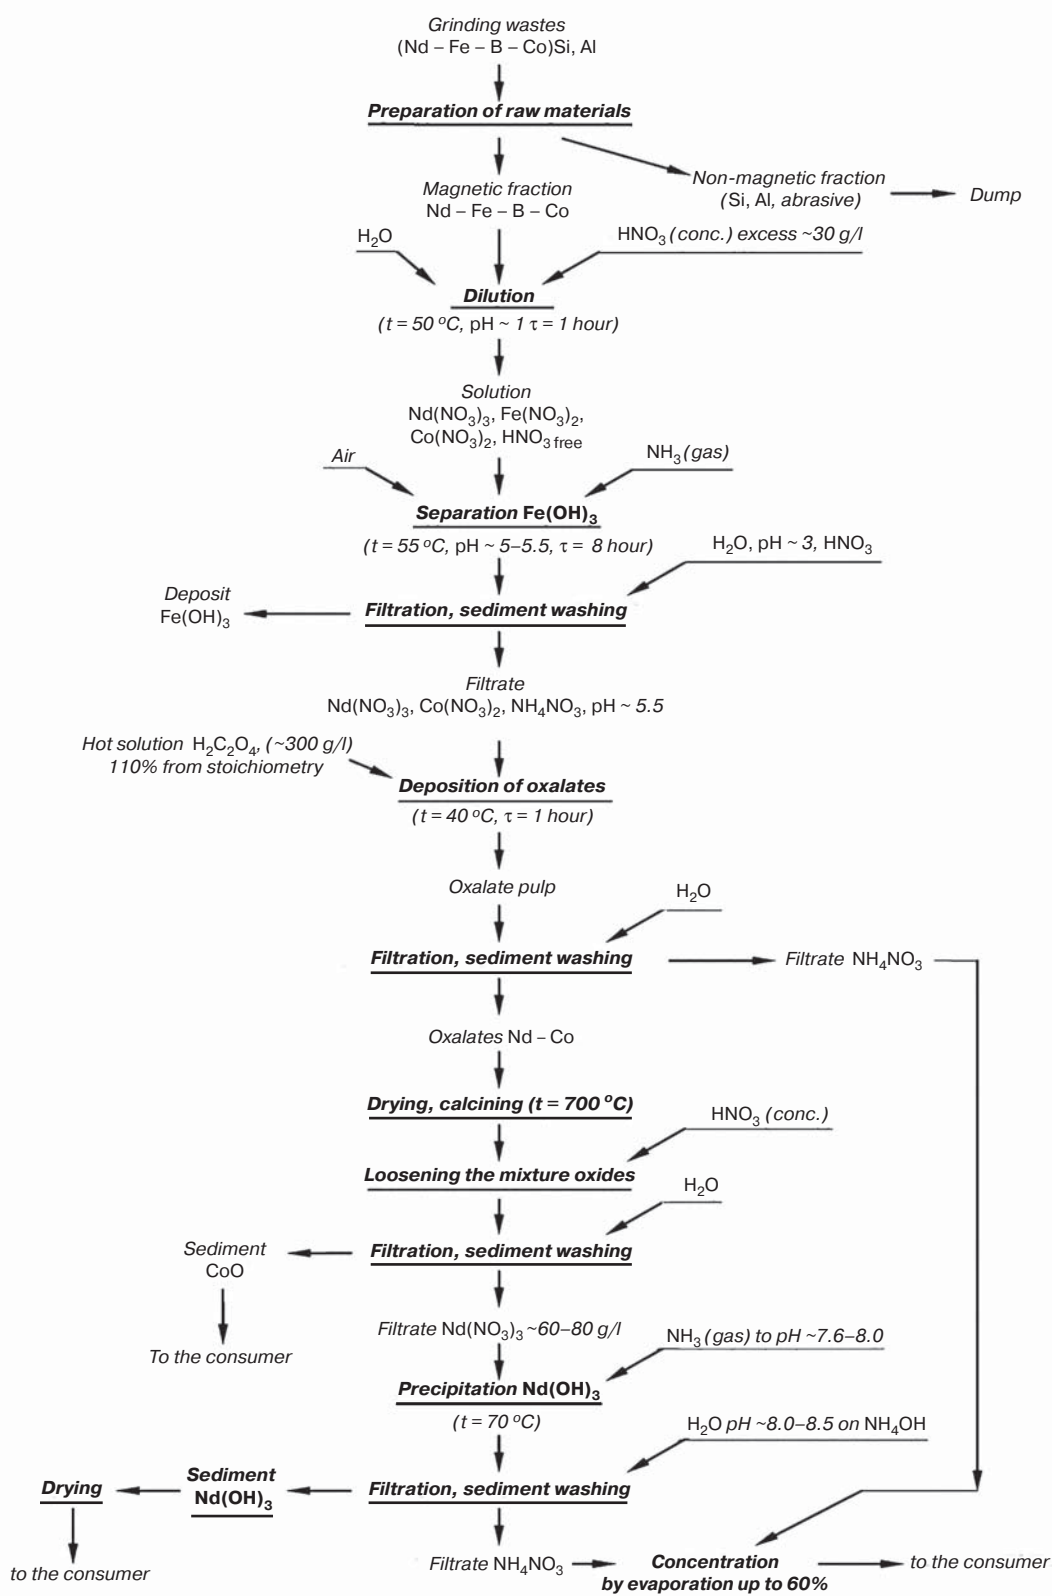 Grinding wastes
(Nd – Fe – B – Co)Si, Al
Preparation of raw materials
Magnetic fraction
Nd – Fe – B – Co
Non-magnetic fraction
(Si, Al, abrasive)
Dump
H₂O
HNO₃ (conc.) excess ~30 g/l
Dilution
(t = 50 °C, pH ~ 1 τ = 1 hour)
Solution
Nd(NO₃)₃, Fe(NO₃)₂,
Co(NO₃)₂, HNO₃ free
Air
NH₃ (gas)
Separation Fe(OH)₃
(t = 55 °C, pH ~ 5–5.5, τ = 8 hour)
H₂O, pH ~ 3, HNO₃
Deposit
Fe(OH)₃
Filtration, sediment washing
Filtrate
Nd(NO₃)₃, Co(NO₃)₂, NH₄NO₃, pH ~ 5.5
Hot solution H₂C₂O₄, (~300 g/l)
110% from stoichiometry
Deposition of oxalates
(t = 40 °C, τ = 1 hour)
Oxalate pulp
H₂O
Filtration, sediment washing
Filtrate NH₄NO₃
Oxalates Nd – Co
Drying, calcining (t = 700 °C)
HNO₃ (conc.)
Loosening the mixture oxides
H₂O
Filtration, sediment washing
Sediment
CoO
To the consumer
Filtrate Nd(NO₃)₃ ~60–80 g/l
NH₃ (gas) to pH ~7.6–8.0
Precipitation Nd(OH)₃
(t = 70 °C)
H₂O pH ~8.0–8.5 on NH₄OH
Filtration, sediment washing
Sediment
Nd(OH)₃
Drying
to the consumer
Filtrate NH₄NO₃
Concentration
by evaporation up to 60%
to the consumer